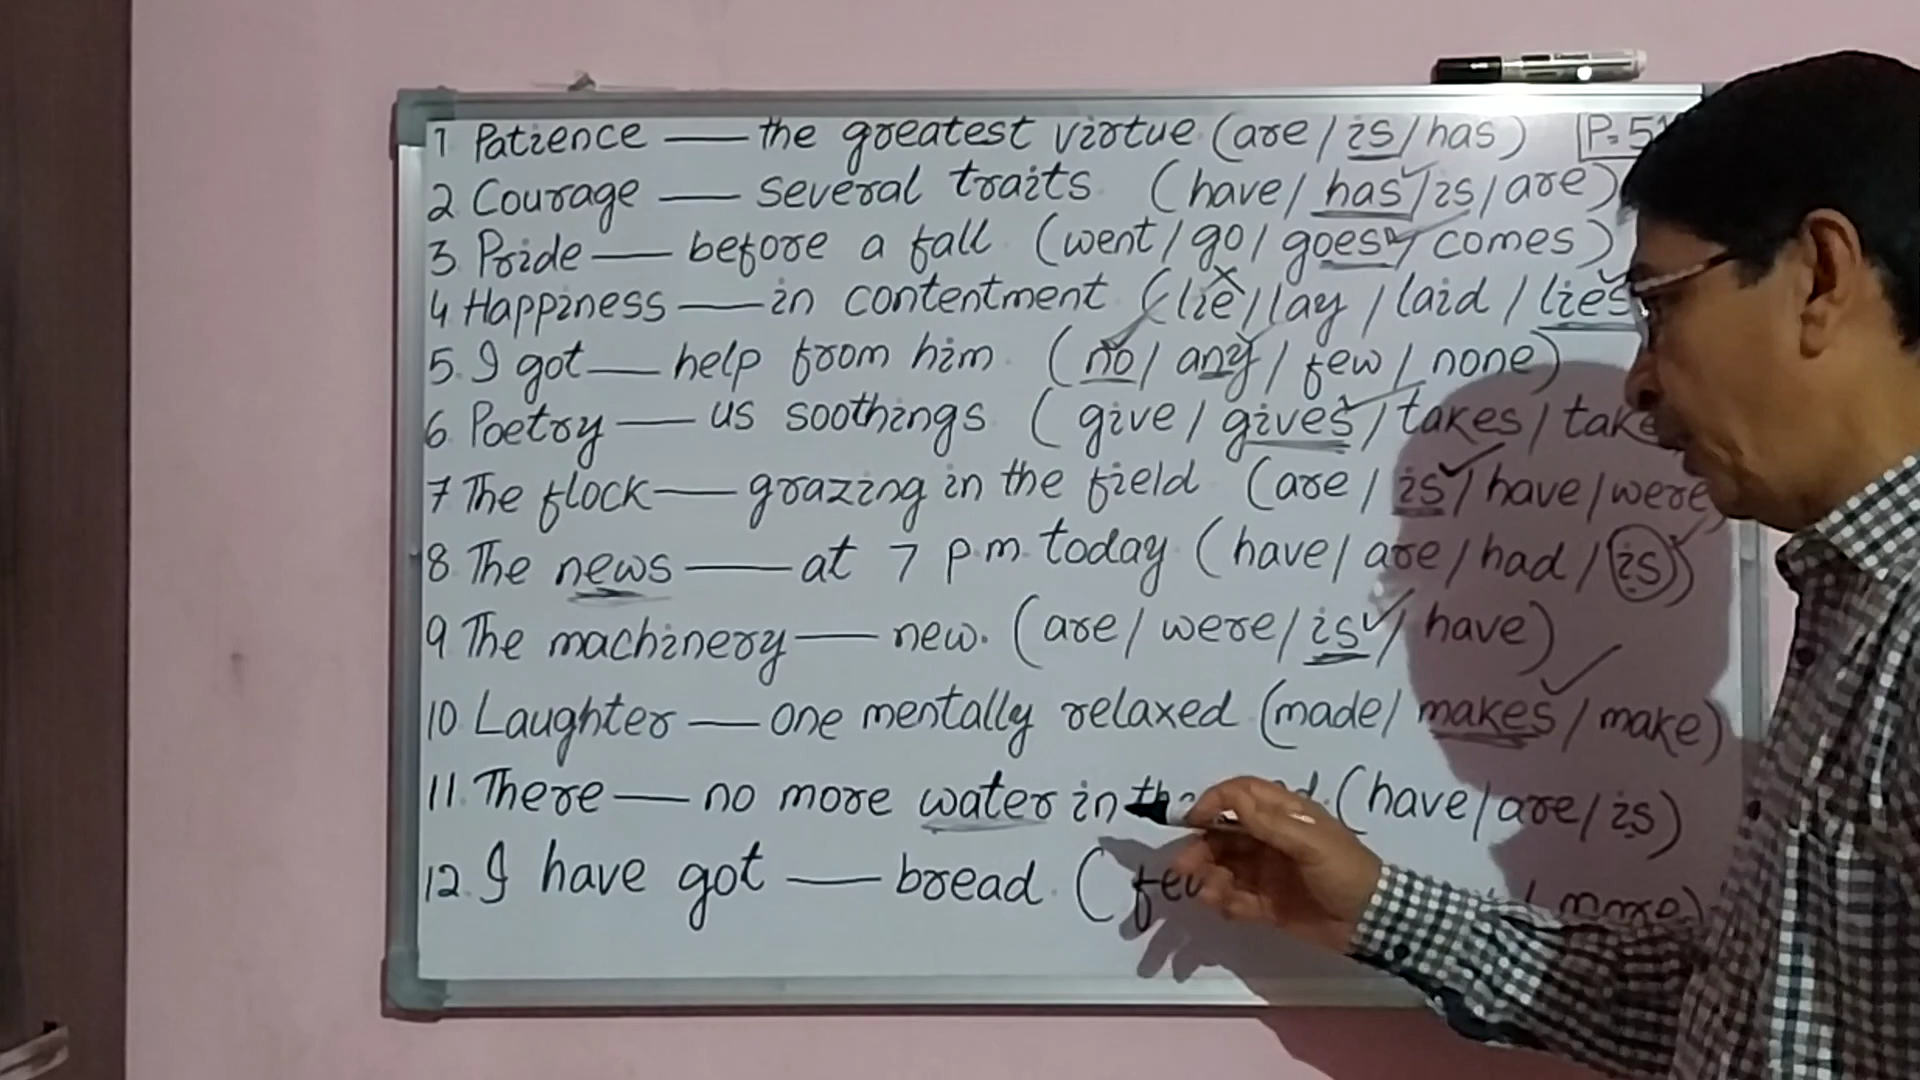 1 Patience — the greatest virtue (are / is / has) P-51
2 Courage — several traits (have / has / is / are)
3 Pride — before a fall (went / go / goes / comes)
4 Happiness — in contentment (lie / lay / laid / lies
5. I got — help from him (no / any / few / none)
6 Poetry — us soothings (give / gives / takes / take
7 The flock — grazing in the field (are / is / have / were
8 The news — at 7 p.m. today (have / are / had / is)
9 The machinery — new. (are / were / is / have)
10 Laughter — one mentally relaxed (made / makes / make)
11. There — no more water in (have / are / is)
12. I have got — bread. ( / more)